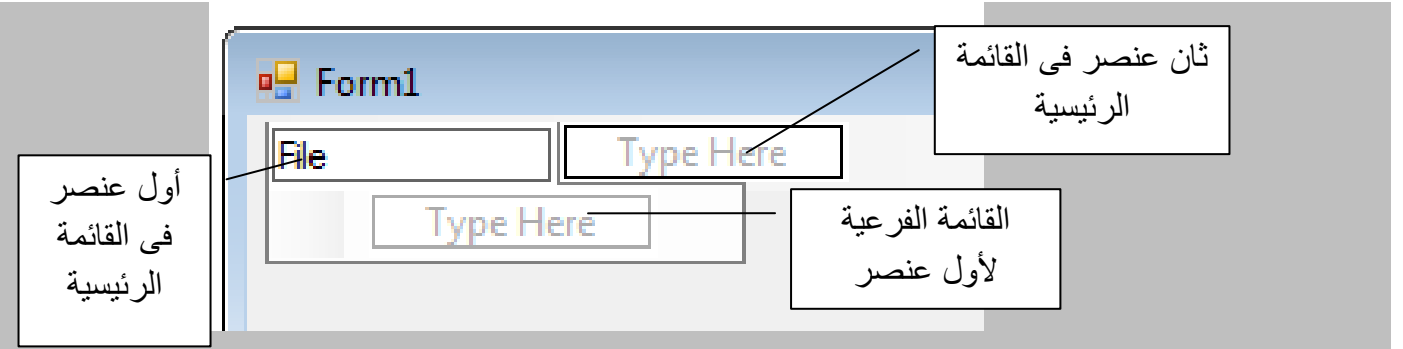 Form1
ثان عنصر فى القائمة
الرئيسية
File
Type Here
أول عنصر
فى القائمة
الرئيسية
Type Here
القائمة الفرعية
لأول عنصر